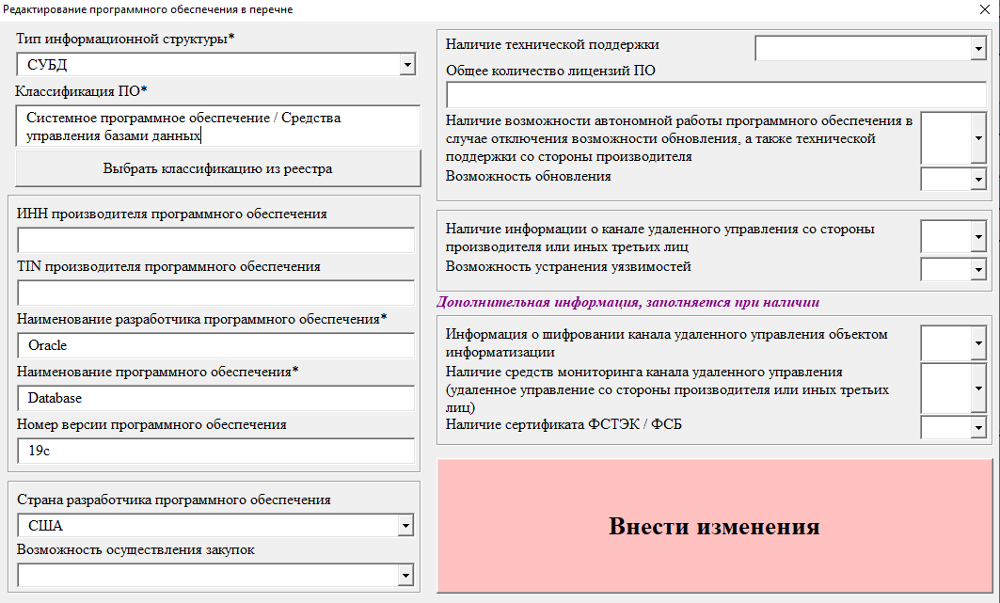 Редактирование программного обеспечения в перечне
Тип информационной структуры*
СУБД
Классификация ПО*
Системное программное обеспечение / Средства
управления базами данных
Выбрать классификацию из реестра
ИНН производителя программного обеспечения
TIN производителя программного обеспечения
Наименование разработчика программного обеспечения*
Oracle
Наименование программного обеспечения*
Database
Номер версии программного обеспечения
19c
Страна разработчика программного обеспечения
США
Возможность осуществления закупок
Наличие технической поддержки
Общее количество лицензий ПО
Наличие возможности автономной работы программного обеспечения в
случае отключения возможности обновления, а также технической
поддержки со стороны производителя
Возможность обновления
Наличие информации о канале удаленного управления со стороны
производителя или иных третьих лиц
Возможность устранения уязвимостей
Дополнительная информация, заполняется при наличии
Информация о шифровании канала удаленного управления объектом
информатизации
Наличие средств мониторинга канала удаленного управления
(удаленное управление со стороны производителя или иных третьих
лиц)
Наличие сертификата ФСТЭК / ФСБ
Внести изменения